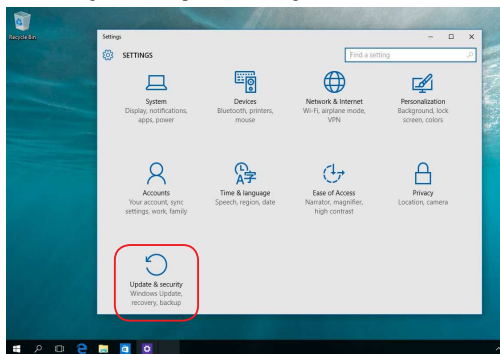 Recycle Bin
Settings
SETTINGS
Find a setting
System
Display, notifications,
apps, power
Devices
Bluetooth, printers,
mouse
Network & Internet
Wi-Fi, airplane mode,
VPN
Personalization
Background, lock
screen, colors
Accounts
Your account, sync
settings, work, family
Time & language
Speech, region, date
Ease of Access
Narrator, magnifier,
high contrast
Privacy
Location, camera
Update & security
Windows Update,
recovery, backup